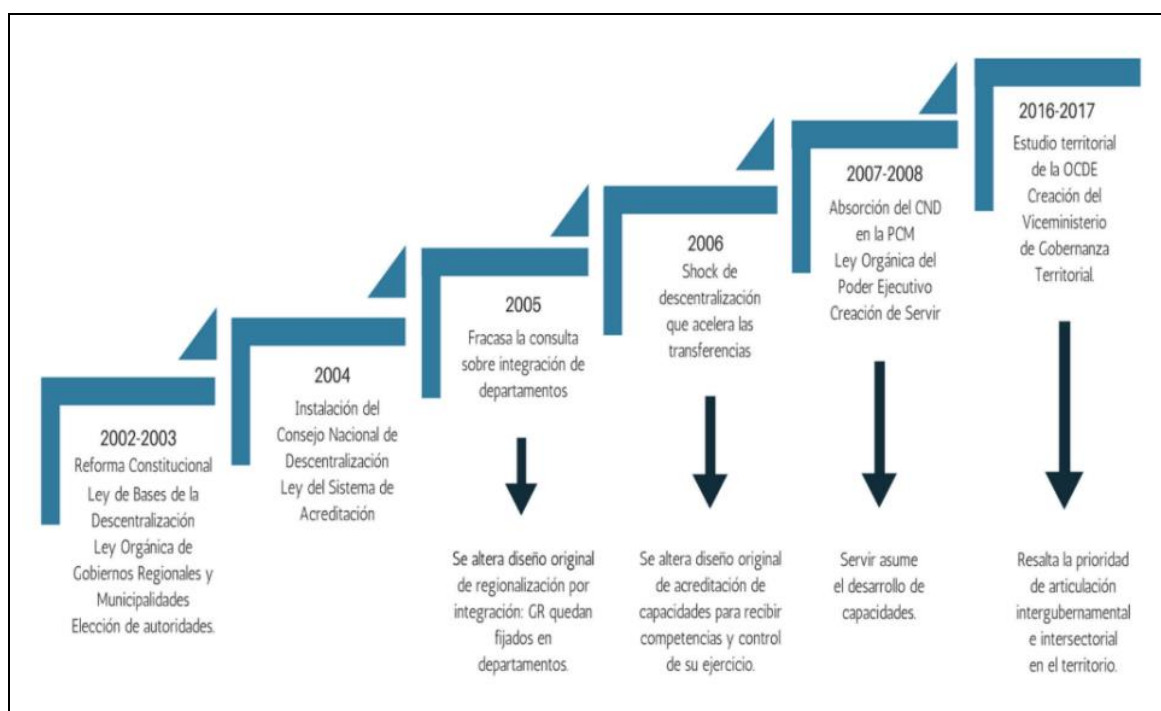 2002-2003
Reforma Constitucional
Ley de Bases de la
Descentralización
Ley Orgánica de
Gobiernos Regionales y
Municipalidades
Elección de autoridades.
2004
Instalación del
Consejo Nacional de
Descentralización
Ley del Sistema de
Acreditación
2005
Fracasa la consulta
sobre integración de
departamentos
Se altera diseño original
de regionalización por
integración: GR quedan
fijados en
departamentos.
2006
Shock de
descentralización
que acelera las
transferencias
Se altera diseño original
de acreditación de
capacidades para recibir
competencias y control
de su ejercicio.
2007-2008
Absorción del CND
en la PCM
Ley Orgánica del
Poder Ejecutivo
Creación de Servir
Servir asume
el desarrollo de
capacidades.
2016-2017
Estudio territorial
de la OCDE
Creación del
Viceministerio
de Gobernanza
Territorial.
Resalta la prioridad
de articulación
intergubernamental
e intersectorial
en el territorio.